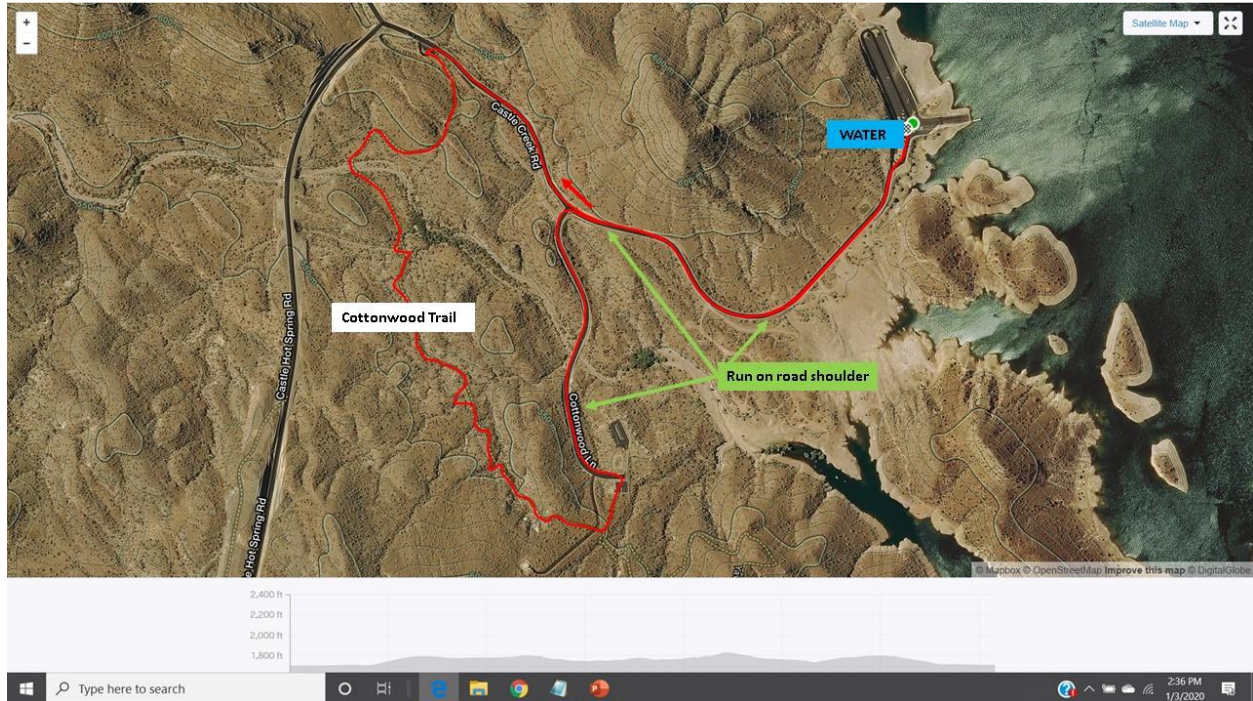 +
−
Satellite Map
600m
WATER
Castle Creek Rd
Cottonwood Trail
Castle Hot Spring Rd
Run on road shoulder
Cottonwood Ln
e Hot Spring Rd
© Mapbox © OpenStreetMap Improve this map © DigitalGlobe
2,400 ft
2,200 ft
2,000 ft
1,800 ft
Type here to search
2:36 PM
1/3/2020